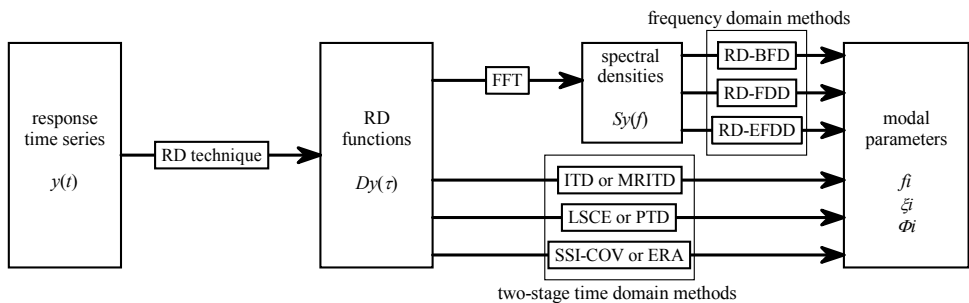 frequency domain methods
response
time series
y(t)
RD technique
RD
functions
Dy(τ)
FFT
spectral
densities
Sy(f)
RD-BFD
RD-FDD
RD-EFDD
ITD or MRITD
LSCE or PTD
SSI-COV or ERA
two-stage time domain methods
modal
parameters
fi
ξi
Φi